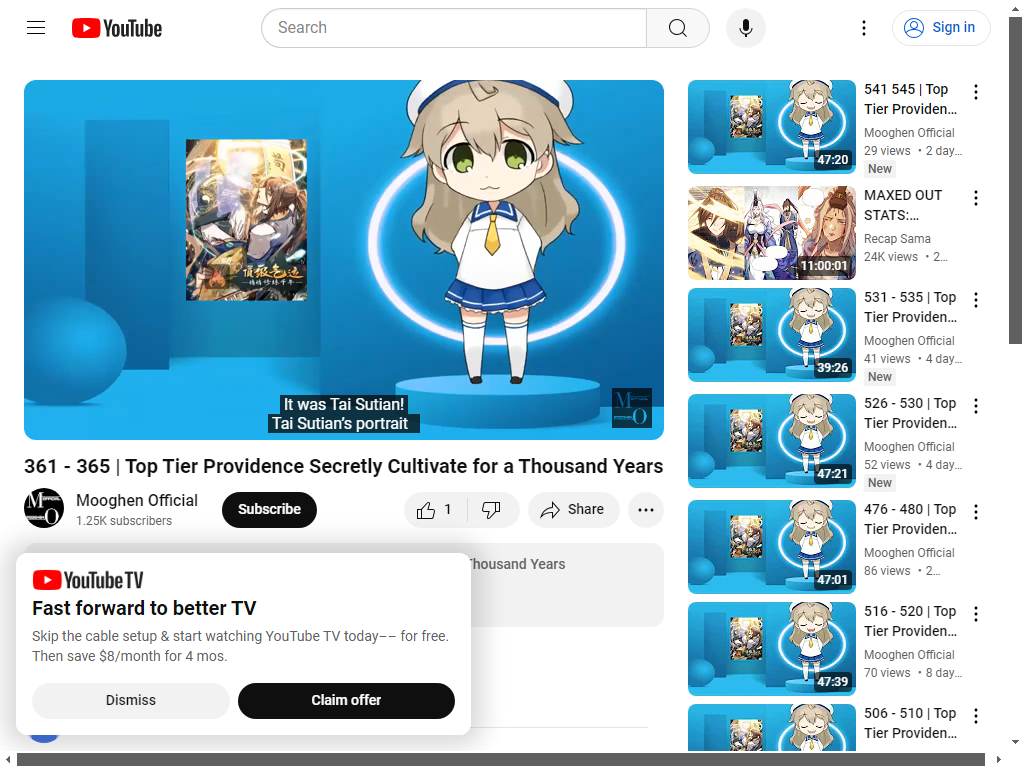 YouTube
Search
Sign in
It was Tai Sutian!
Tai Sutian's portrait
361 - 365 | Top Tier Providence Secretly Cultivate for a Thousand Years
Mooghen Official
1.25K subscribers
Subscribe
1
Share
Thousand Years
YouTube TV
Fast forward to better TV
Skip the cable setup & start watching YouTube TV today–– for free.
Then save $8/month for 4 mos.
Dismiss
Claim offer
47:20
541 545 | Top
Tier Providen...
Mooghen Official
29 views • 2 day...
New
11:00:01
MAXED OUT
STATS:...
Recap Sama
24K views • 2...
39:26
531 - 535 | Top
Tier Providen...
Mooghen Official
41 views • 4 day...
New
47:21
526 - 530 | Top
Tier Providen...
Mooghen Official
52 views • 4 day...
New
47:01
476 - 480 | Top
Tier Providen...
Mooghen Official
86 views • 2...
47:39
516 - 520 | Top
Tier Providen...
Mooghen Official
70 views • 8 day...
506 - 510 | Top
Tier Providen...